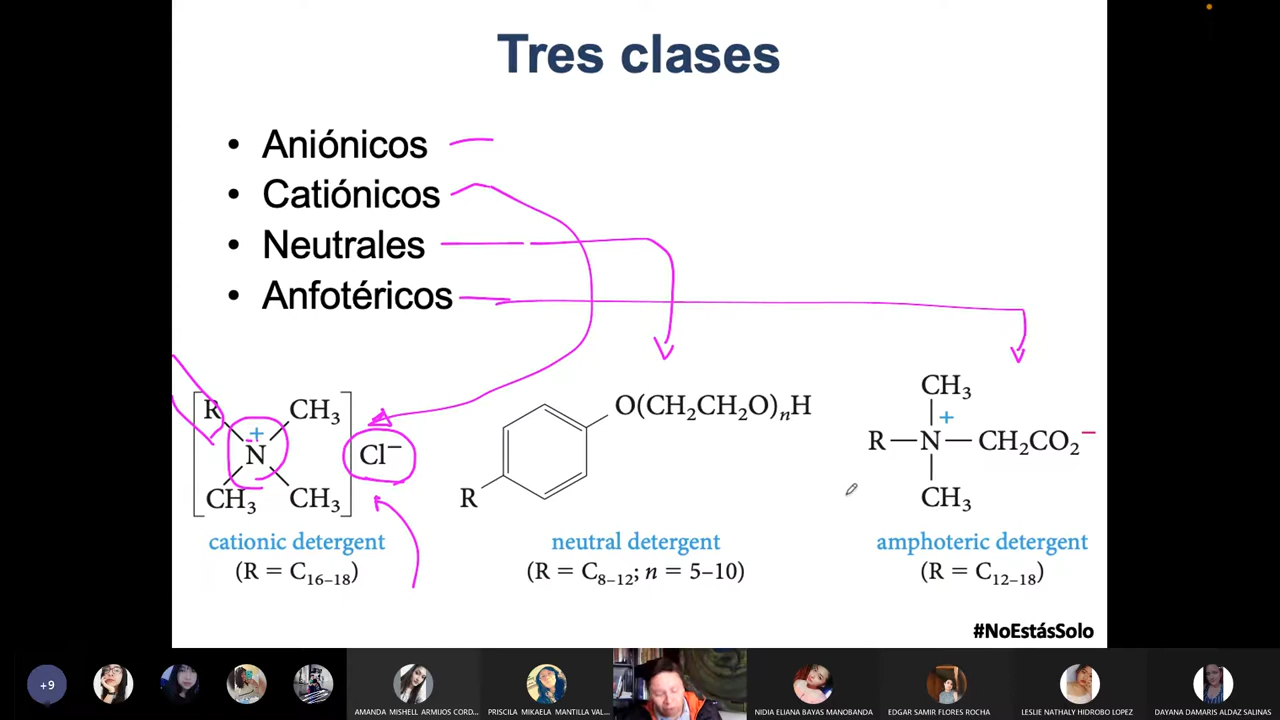 Tres clases
• Aniónicos
• Catiónicos
• Neutrales
• Anfotéricos
R CH₃
+
N Cl⁻
CH₃ CH₃
cationic detergent
(R = C₁₆₋₁₈)
O(CH₂CH₂O)ₙH
R
neutral detergent
(R = C₈₋₁₂; n = 5–10)
CH₃
+
R—N—CH₂CO₂⁻
CH₃
amphoteric detergent
(R = C₁₂₋₁₈)
#NoEstásSolo
+9
AMANDA MISHELL ARMIJOS CORD...
PRISCILA MIKAELA MANTILLA VAL...
NIDIA ELIANA BAYAS MANOBANDA
EDGAR SAMIR FLORES ROCHA
LESLIE NATHALY HIDROBO LOPEZ
DAYANA DAMARIS ALDAZ SALINAS